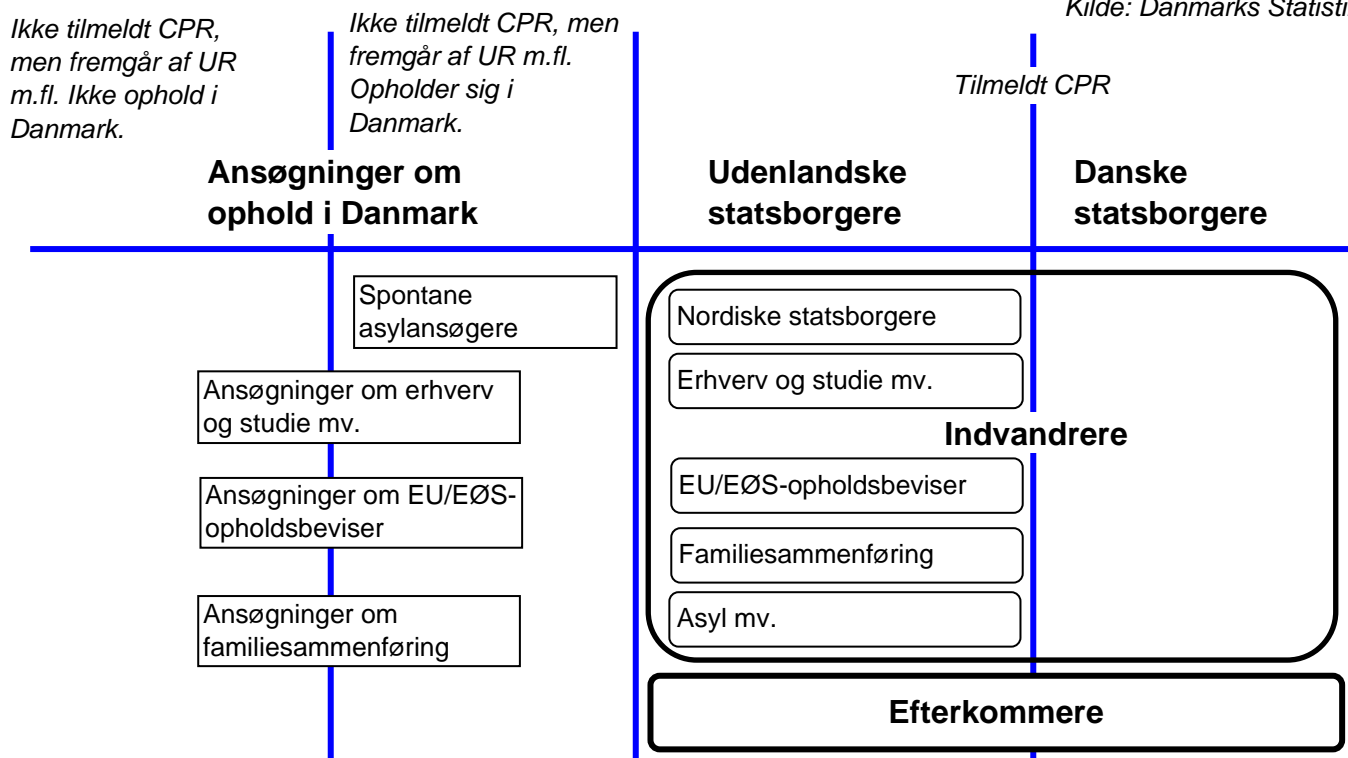 Kilde: Danmarks
Ikke tilmeldt CPR,
men fremgår af UR
m.fl. Ikke ophold i
Danmark.
Ikke tilmeldt CPR, men
fremgår af UR m.fl.
Opholder sig i
Danmark.
Tilmeldt CPR
Ansøgninger om
ophold i Danmark
Udenlandske
statsborgere
Danske
statsborgere
Spontane
asylansøgere
Ansøgninger om erhverv
og studie mv.
Ansøgninger om EU/EØS-
opholdsbeviser
Ansøgninger om
familiesammenføring
Nordiske statsborgere
Erhverv og studie mv.
Indvandrere
EU/EØS-opholdsbeviser
Familiesammenføring
Asyl mv.
Efterkommere